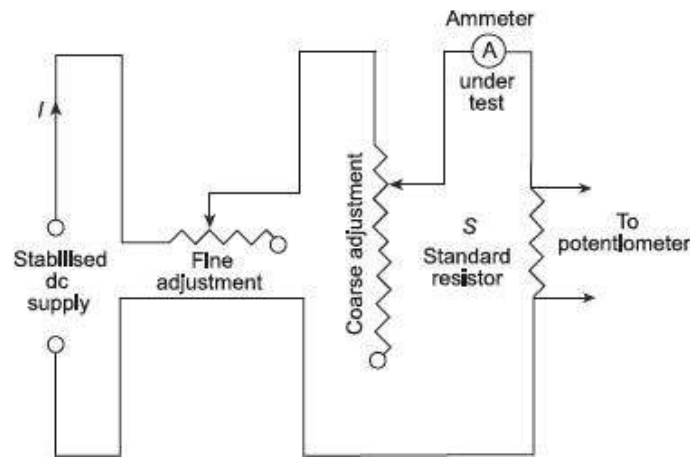 Ammeter
A
under
test
I
Coarse adjustment
S
Standard
resistor
To
potentiometer
Stabilised
dc
supply
Fine
adjustment